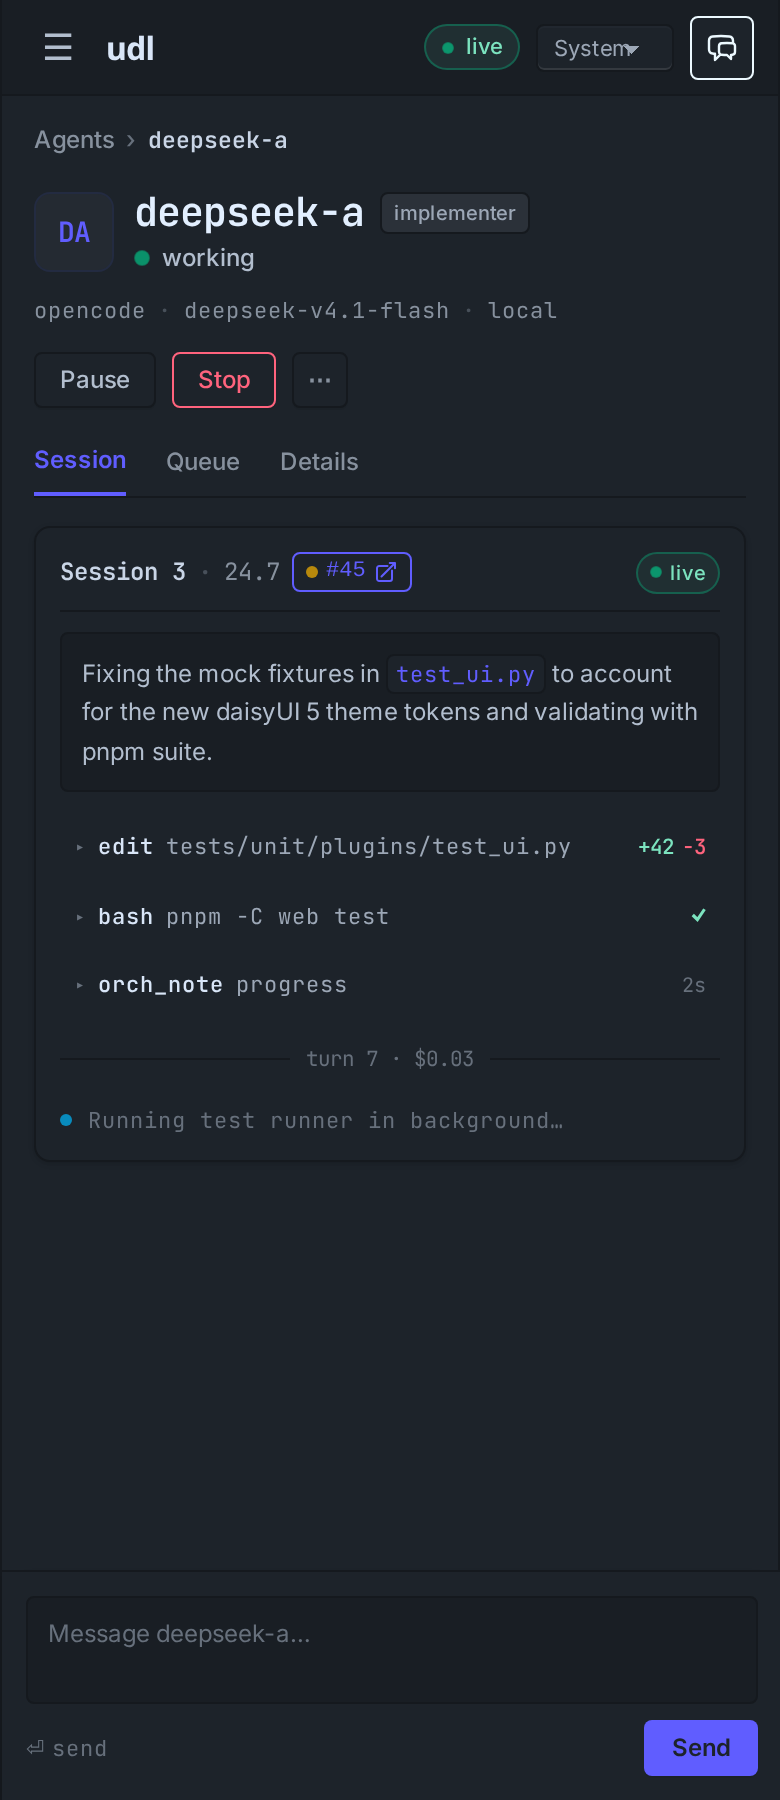 ☰ udl live System
Agents › deepseek-a
DA deepseek-a implementer
working
opencode · deepseek-v4.1-flash · local
Pause Stop ···
Session Queue Details
Session 3 · 24.7 #45 live
Fixing the mock fixtures in test_ui.py to account
for the new daisyUI 5 theme tokens and validating with
pnpm suite.
▸ edit tests/unit/plugins/test_ui.py +42 -3
▸ bash pnpm -C web test ✓
▸ orch_note progress 2s
turn 7 · $0.03
Running test runner in background…
Message deepseek-a...
⏎ send Send